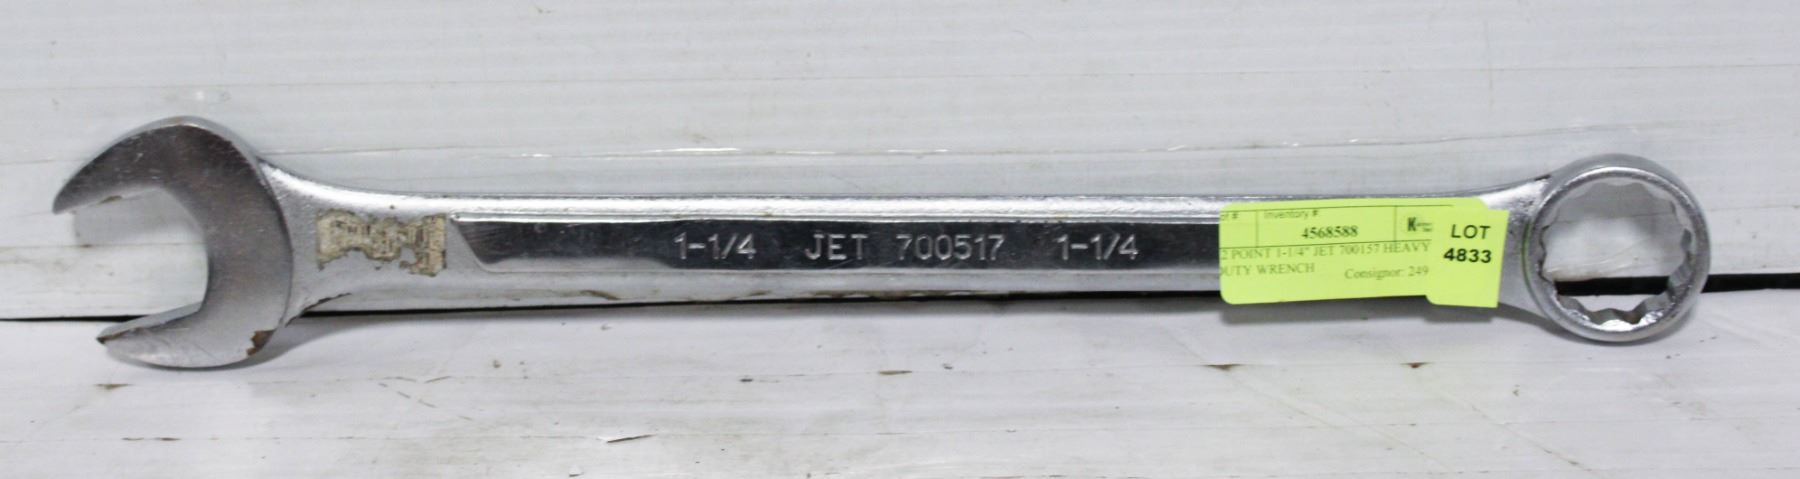 1-1/4 JET 700517 1-1/4
ot # Inventory #
4568588
LOT
4833
2 POINT 1-1/4" JET 700157 HEAVY
DUTY WRENCH Consignor: 249